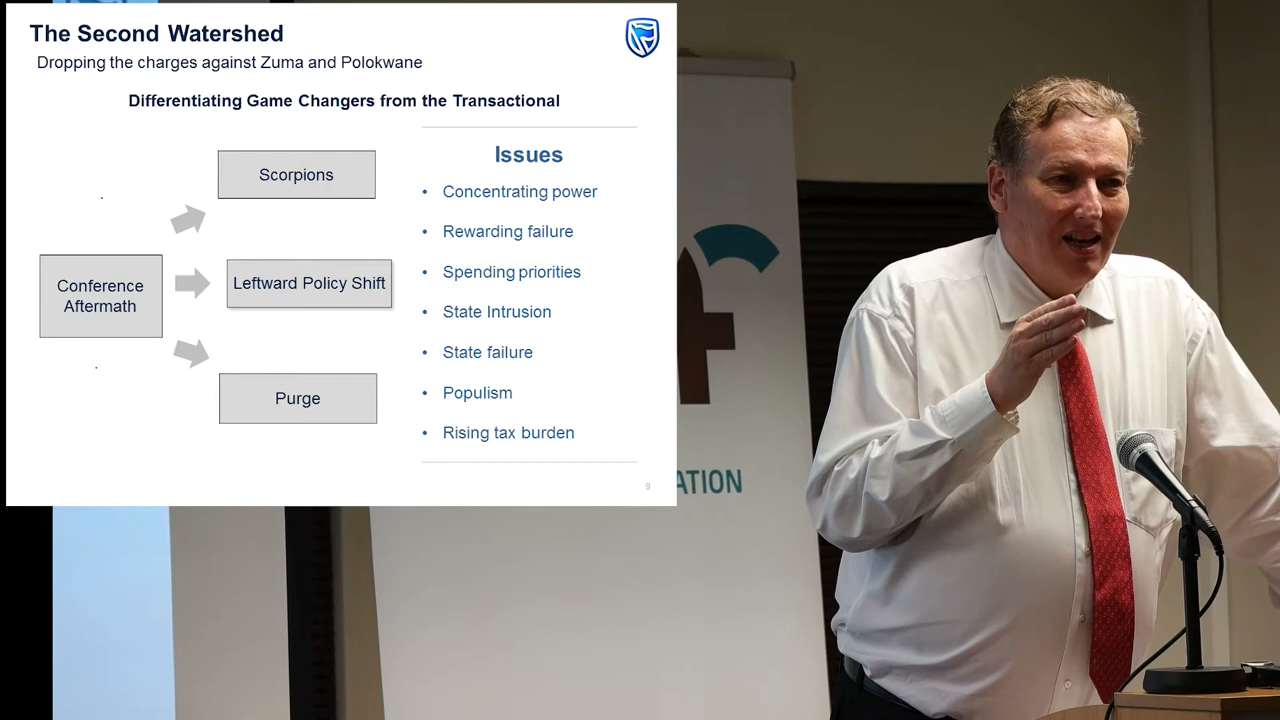 The Second Watershed
Dropping the charges against Zuma and Polokwane
Differentiating Game Changers from the Transactional
Scorpions
Conference
Aftermath
Leftward Policy Shift
Purge
Issues
• Concentrating power
• Rewarding failure
• Spending priorities
• State Intrusion
• State failure
• Populism
• Rising tax burden
9
ATION